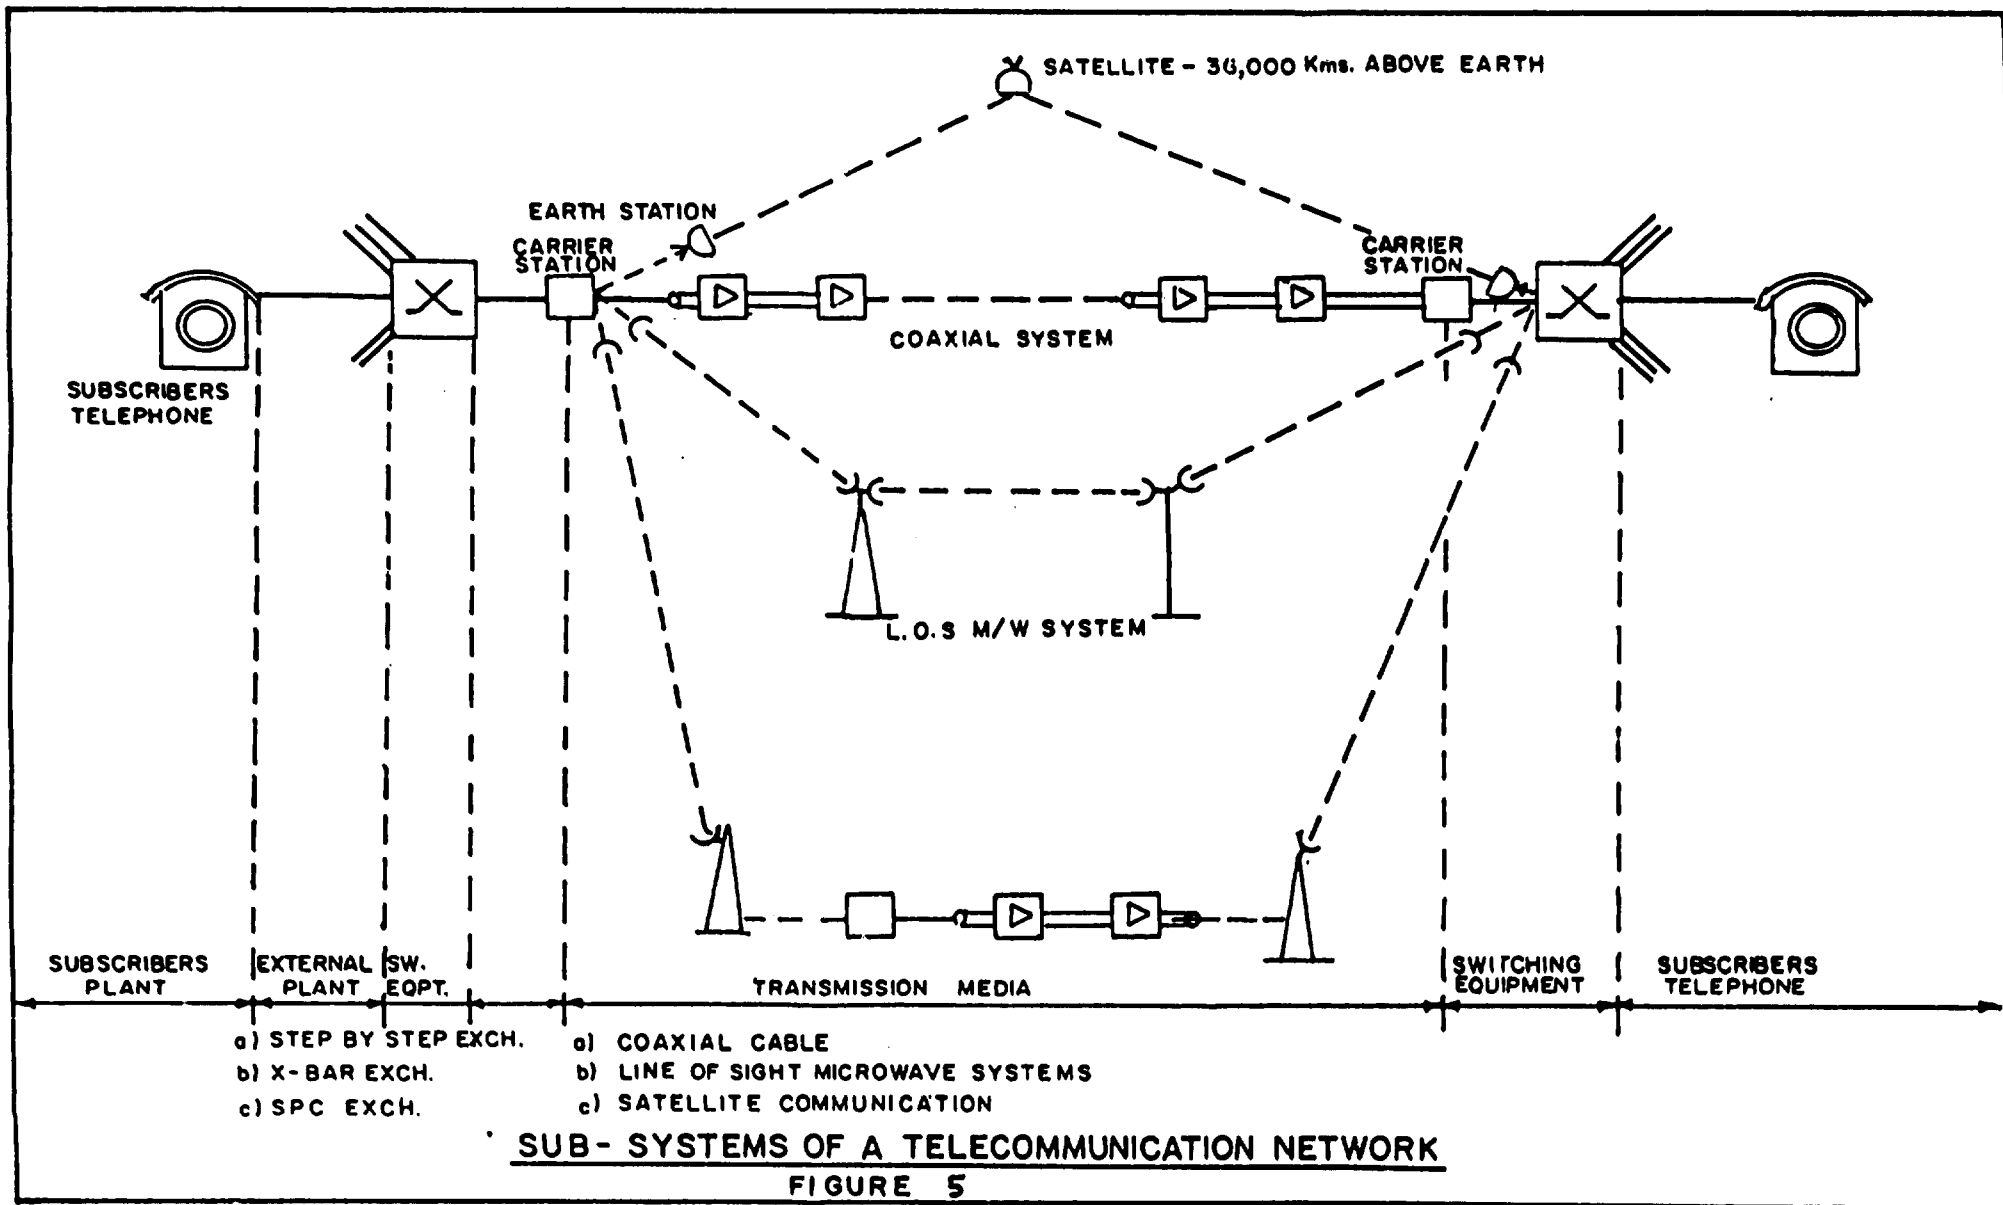 SATELLITE - 36,000 Kms. ABOVE EARTH
EARTH STATION
CARRIER
STATION
CARRIER
STATION
COAXIAL SYSTEM
SUBSCRIBERS
TELEPHONE
L.O.S M/W SYSTEM
SUBSCRIBERS
PLANT
EXTERNAL
PLANT
SW.
EQPT.
TRANSMISSION MEDIA
SWITCHING
EQUIPMENT
SUBSCRIBERS
TELEPHONE
a) STEP BY STEP EXCH.
b) X-BAR EXCH.
c) SPC EXCH.
a) COAXIAL CABLE
b) LINE OF SIGHT MICROWAVE SYSTEMS
c) SATELLITE COMMUNICATION
SUB- SYSTEMS OF A TELECOMMUNICATION NETWORK
FIGURE 5